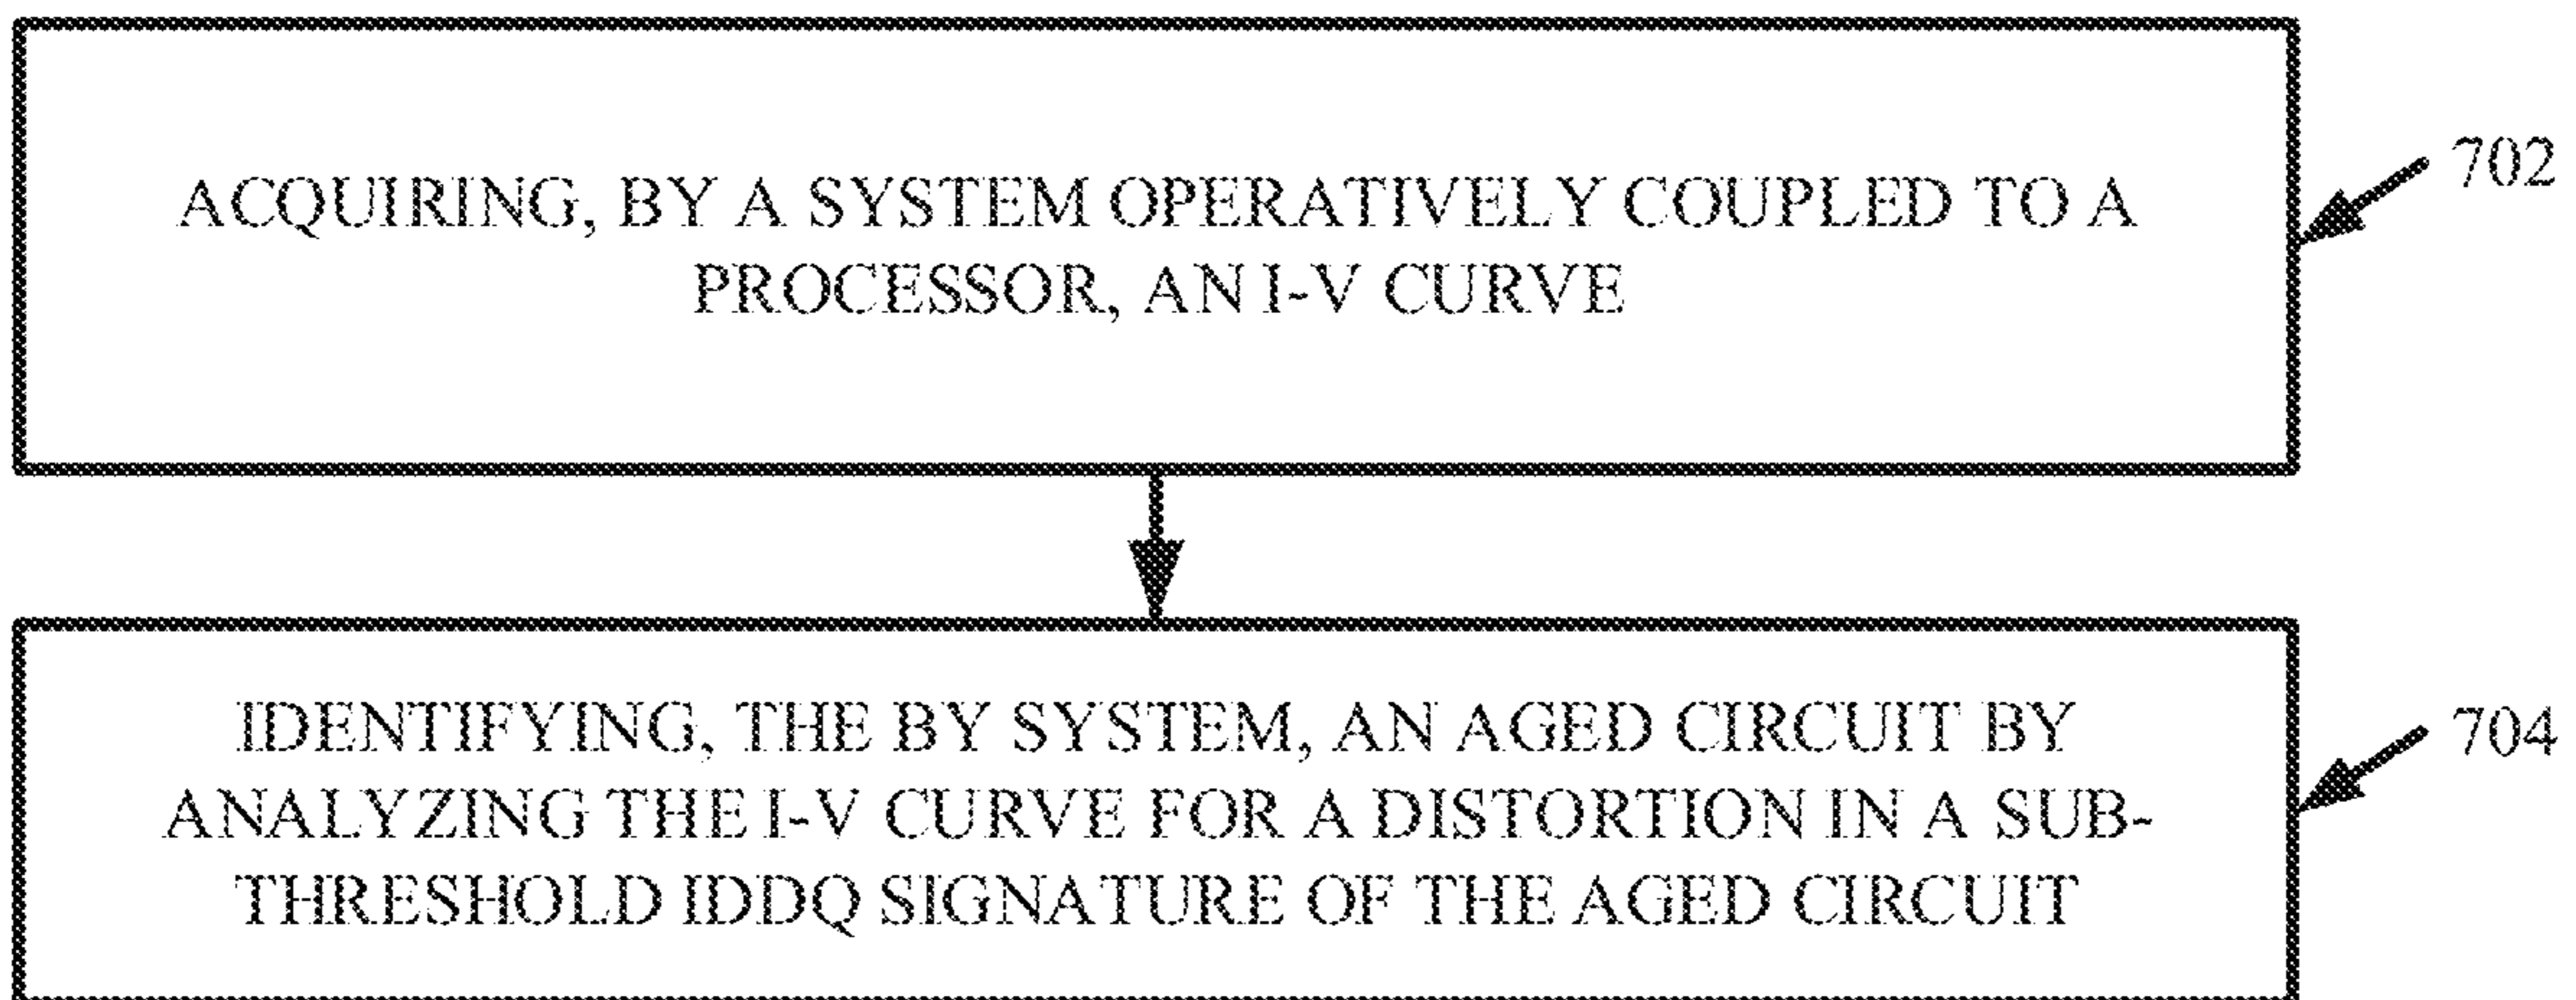 ACQUIRING, BY A SYSTEM OPERATIVELY COUPLED TO A
PROCESSOR, AN I-V CURVE
702
IDENTIFYING, THE BY SYSTEM, AN AGED CIRCUIT BY
ANALYZING THE I-V CURVE FOR A DISTORTION IN A SUB-
THRESHOLD IDDQ SIGNATURE OF THE AGED CIRCUIT
704